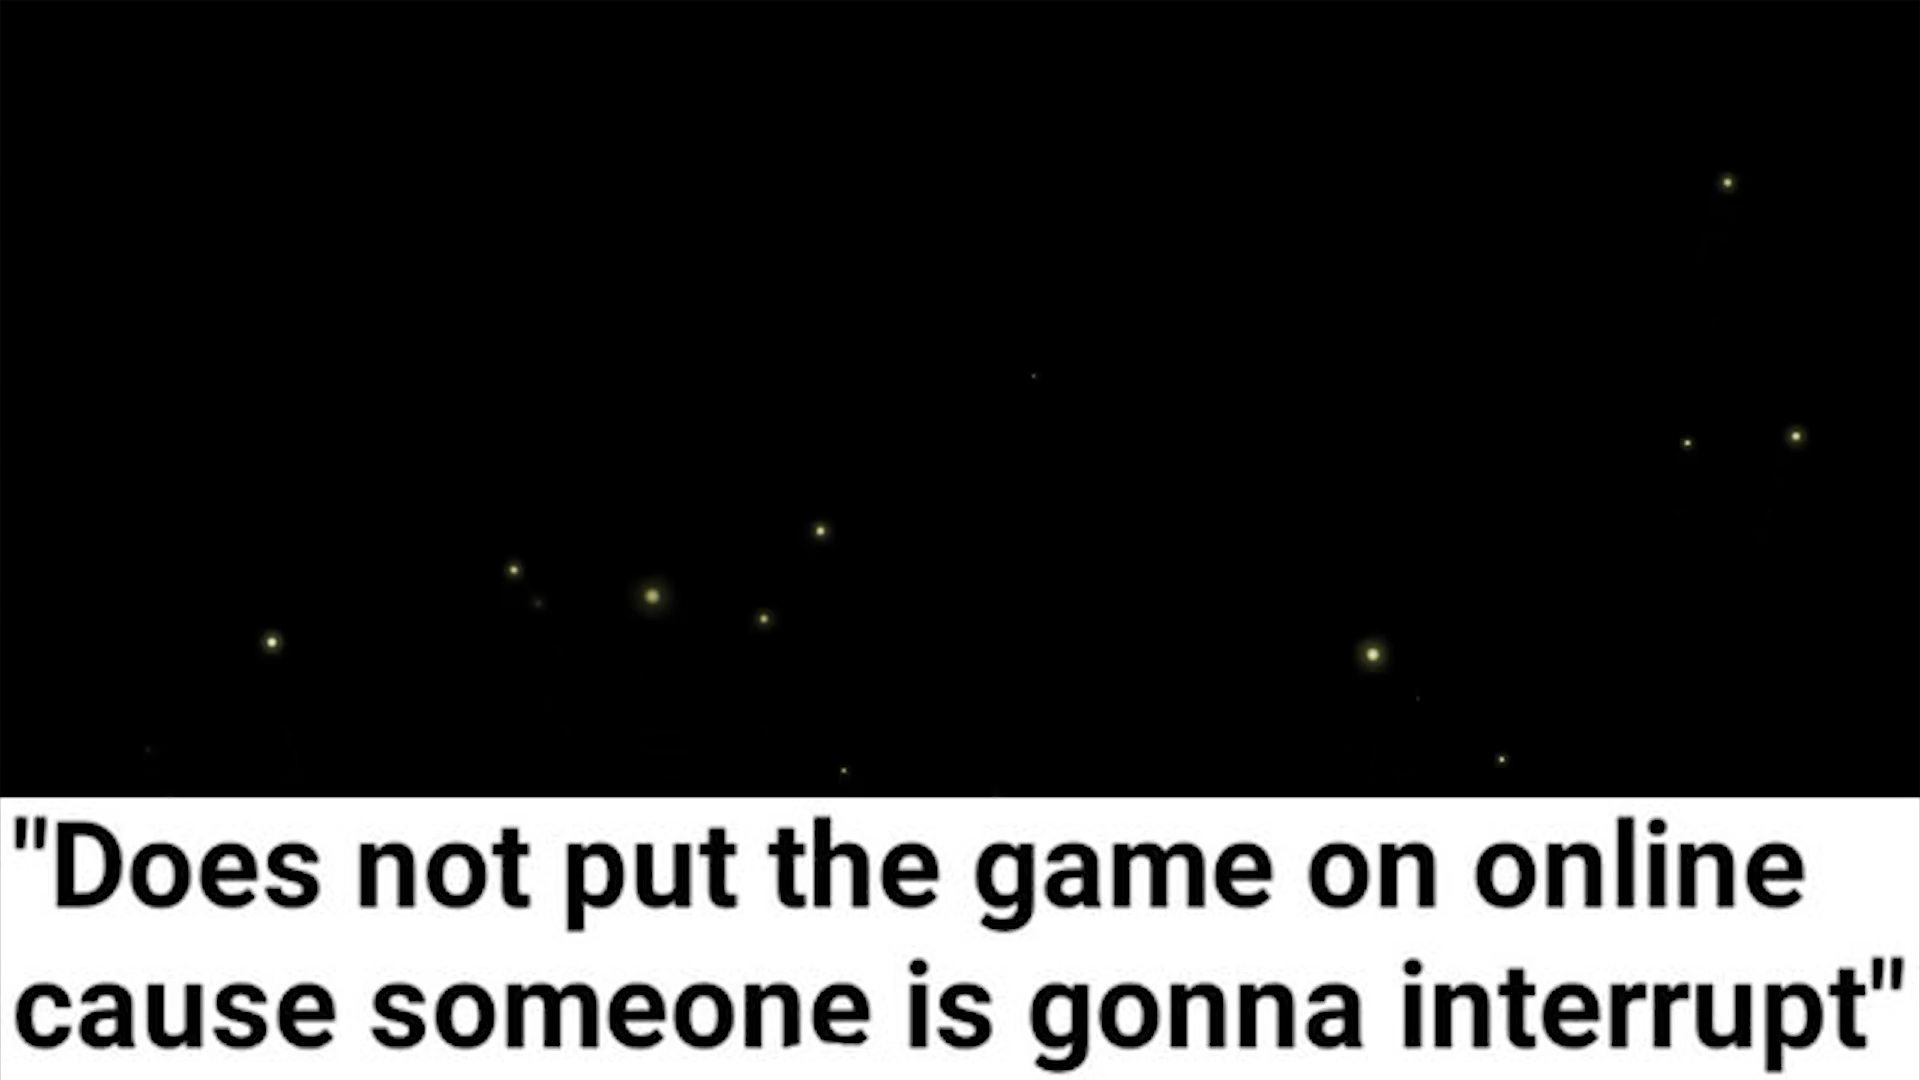 "Does not put the game on online
cause someone is gonna interrupt"